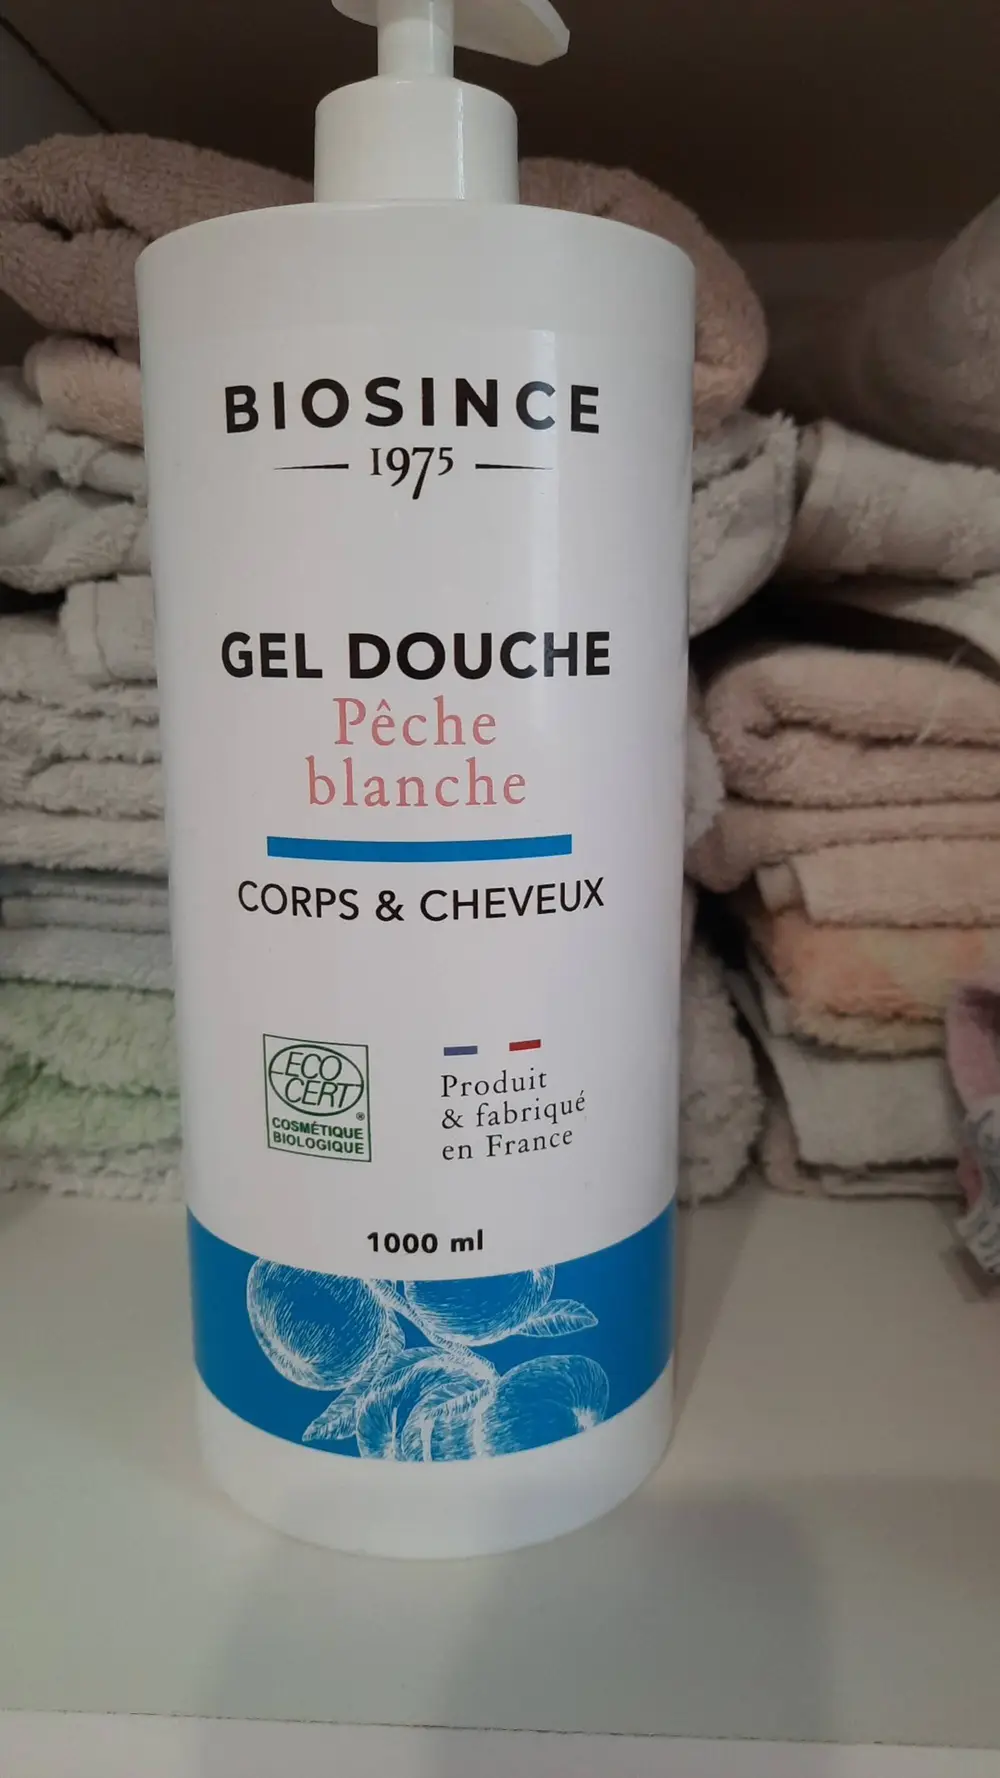 BIOSINCE
1975
GEL DOUCHE
Pêche
blanche
CORPS & CHEVEUX
ECO
CERT®
COSMÉTIQUE
BIOLOGIQUE
Produit
& fabriqué
en France
1000 ml